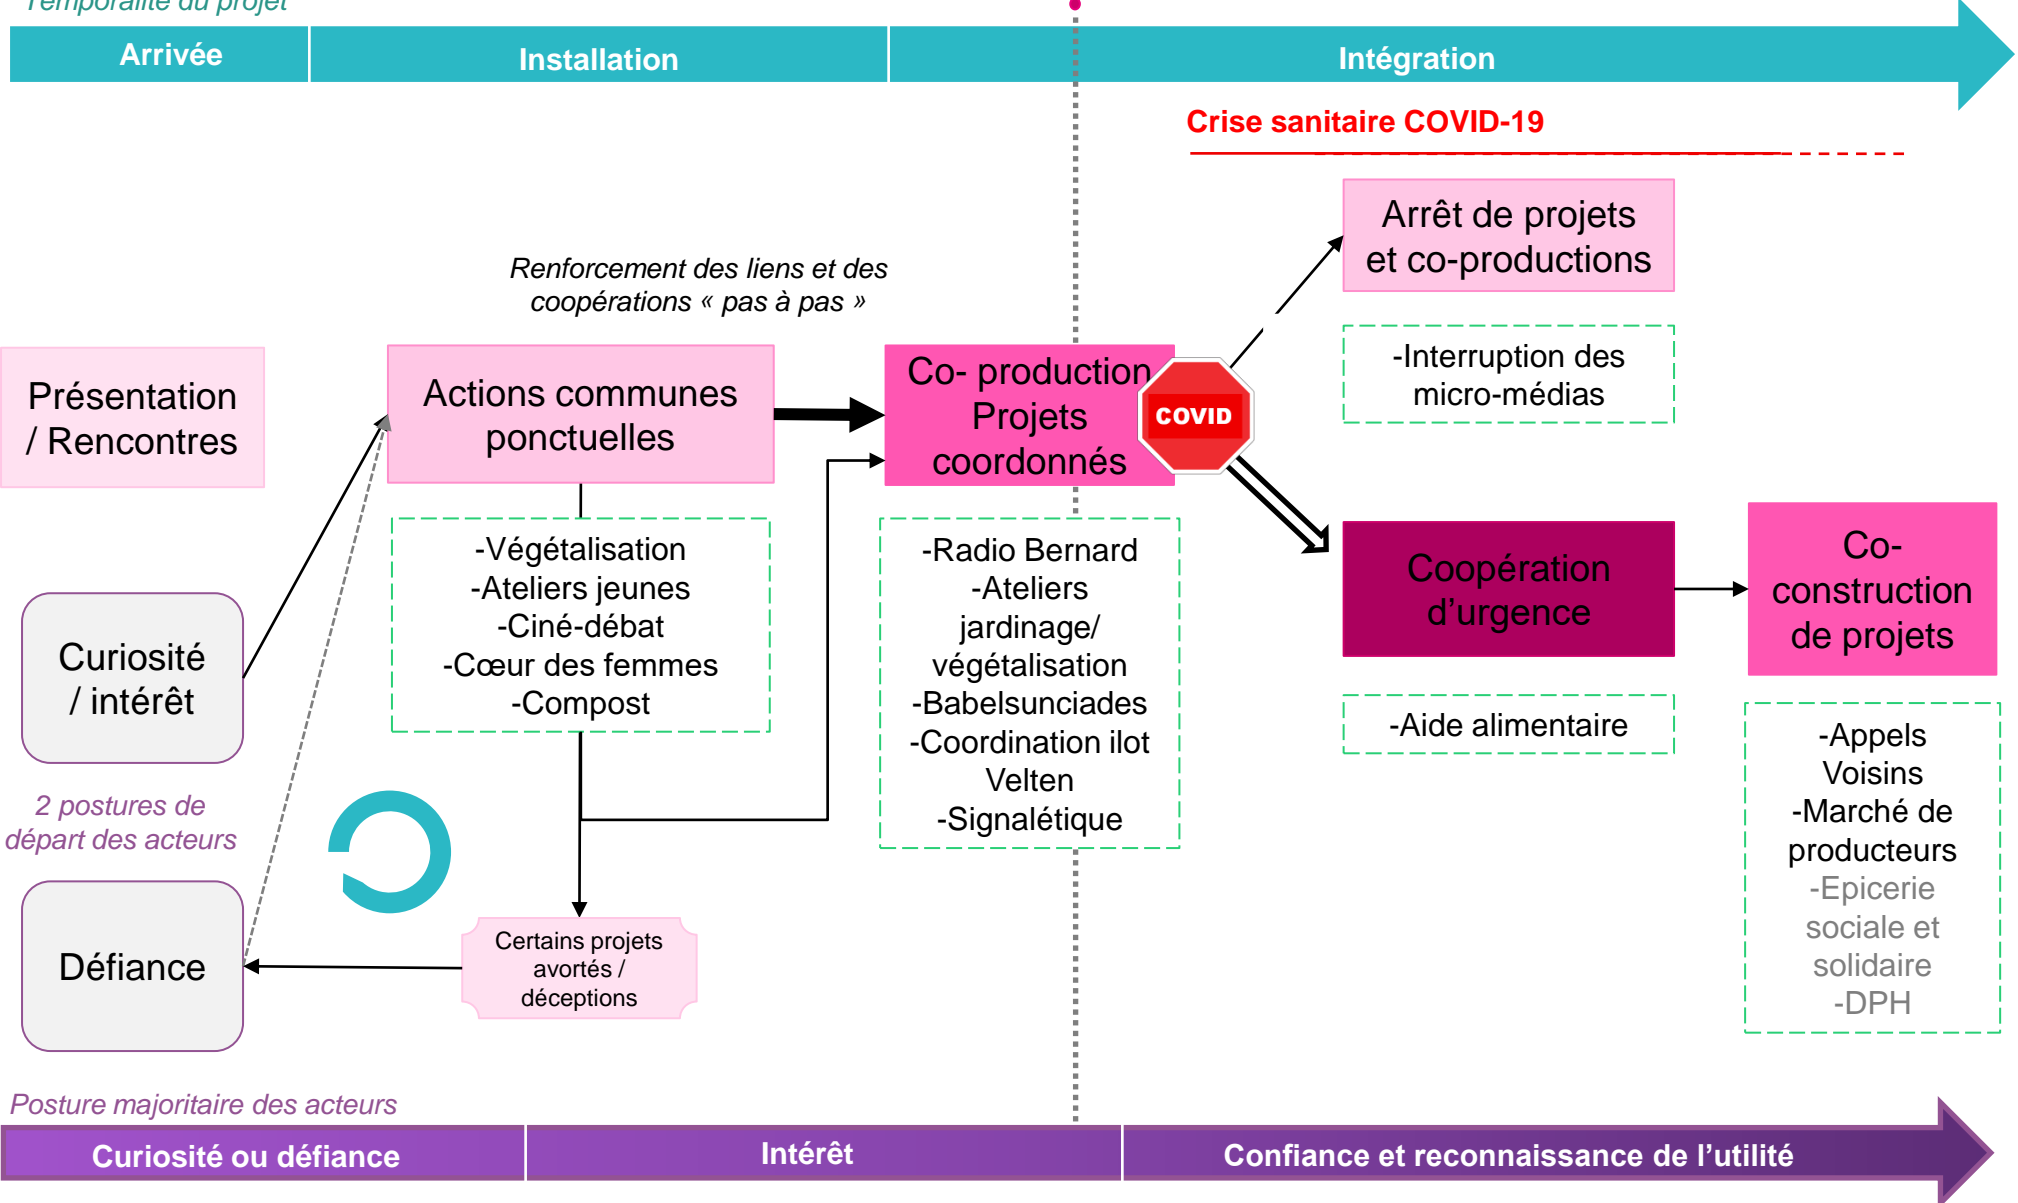 Temporalité du projet
Arrivée
Installation
Intégration
Crise sanitaire COVID-19
Arrêt de projets
et co-productions
Renforcement des liens et des
coopérations « pas à pas »
-Interruption des
micro-médias
Présentation
/ Rencontres
Actions communes
ponctuelles
Co- production
Projets
coordonnés
COVID
-Végétalisation
-Ateliers jeunes
-Ciné-débat
-Cœur des femmes
-Compost
-Radio Bernard
-Ateliers
jardinage/
végétalisation
-Babelsunciades
-Coordination ilot
Velten
-Signalétique
Coopération
d’urgence
Co-
construction
de projets
Curiosité
/ intérêt
-Aide alimentaire
-Appels
Voisins
-Marché de
producteurs
-Epicerie
sociale et
solidaire
-DPH
2 postures de
départ des acteurs
Défiance
Certains projets
avortés /
déceptions
Posture majoritaire des acteurs
Curiosité ou défiance
Intérêt
Confiance et reconnaissance de l’utilité